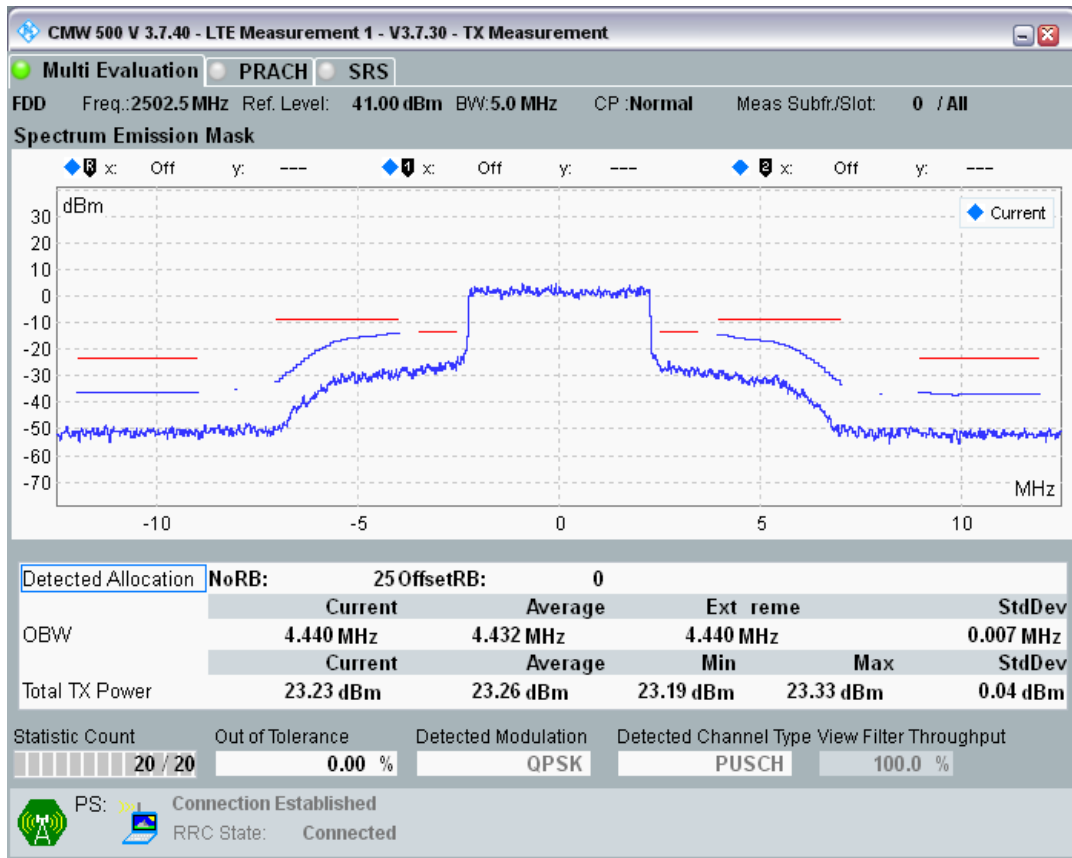 CMW 500 V 3.7.40 - LTE Measurement 1 - V3.7.30 - TX Measurement
Multi Evaluation PRACH SRS
FDD Freq.:2502.5 MHz Ref. Level: 41.00 dBm BW:5.0 MHz CP :Normal Meas Subfr./Slot: 0 / All
Spectrum Emission Mask
R x: Off y: --- 1 x: Off y: --- 2 x: Off y: ---
dBm
Current
30
20
10
0
-10
-20
-30
-40
-50
-60
-70
MHz
-10 -5 0 5 10
Detected Allocation NoRB: 25 OffsetRB: 0
Current Average Ext reme StdDev
OBW 4.440 MHz 4.432 MHz 4.440 MHz 0.007 MHz
Current Average Min Max StdDev
Total TX Power 23.23 dBm 23.26 dBm 23.19 dBm 23.33 dBm 0.04 dBm
Statistic Count Out of Tolerance Detected Modulation Detected Channel Type View Filter Throughput
20 / 20 0.00 % QPSK PUSCH 100.0 %
PS: Connection Established
RRC State: Connected